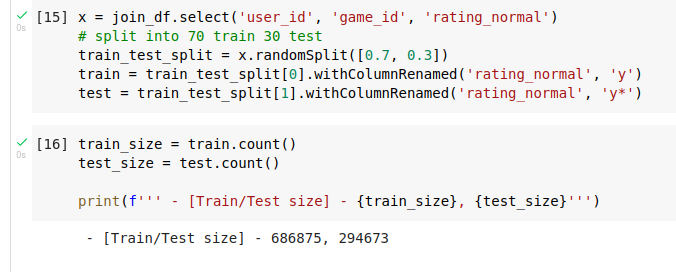 [15] x = join_df.select('user_id', 'game_id', 'rating_normal')
0s
# split into 70 train 30 test
train_test_split = x.randomSplit([0.7, 0.3])
train = train_test_split[0].withColumnRenamed('rating_normal', 'y')
test = train_test_split[1].withColumnRenamed('rating_normal', 'y*')
[16] train_size = train.count()
0s
test_size = test.count()
print(f''' - [Train/Test size] - {train_size}, {test_size}''')
- [Train/Test size] - 686875, 294673